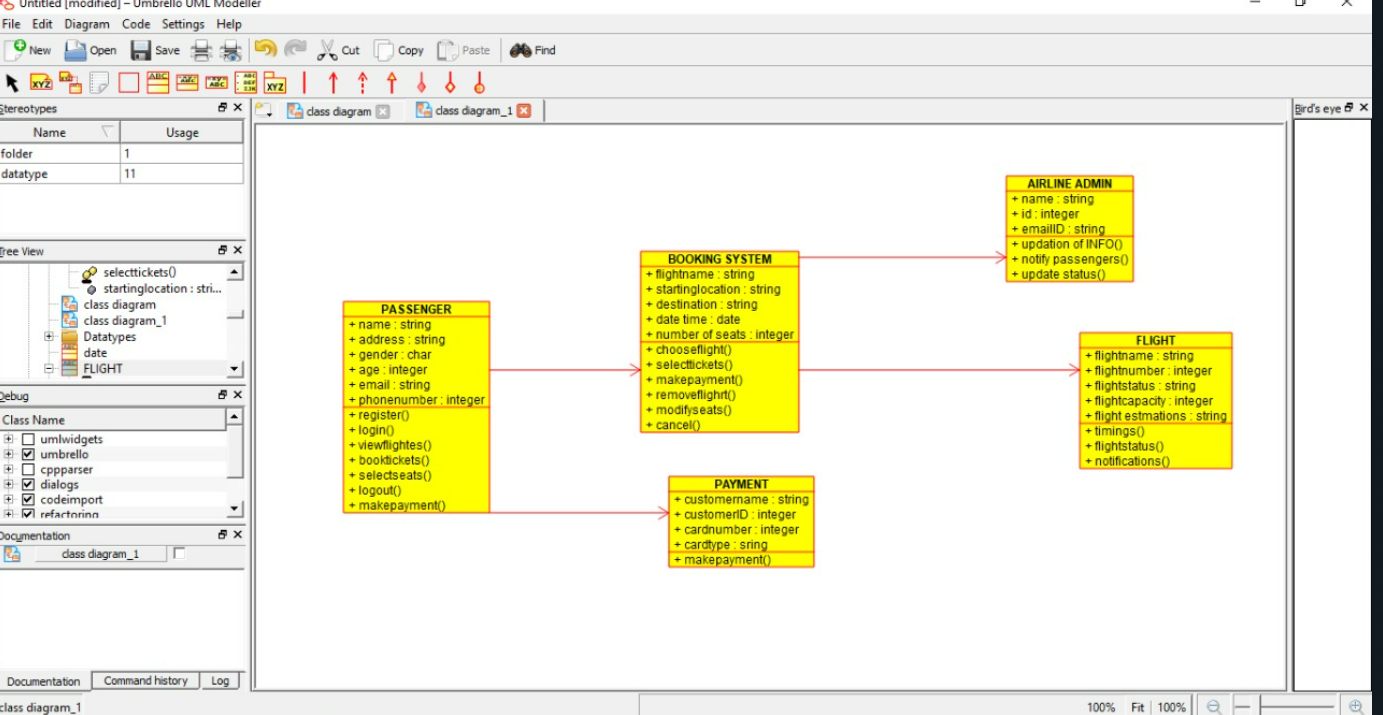 Untitled [modified] – Umbrello UML Modeller
File Edit Diagram Code Settings Help
New Open Save Cut Copy Paste Find
Stereotypes
Name Usage
folder 1
datatype 11
Tree View
selecttickets()
startinglocation : stri...
class diagram
class diagram_1
Datatypes
date
FLIGHT
Debug
Class Name
umlwidgets
umbrello
cppparser
dialogs
codeimport
refactoring
Documentation
class diagram_1
Documentation Command history Log
class diagram_1
class diagram class diagram_1
PASSENGER
+ name : string
+ address : string
+ gender : char
+ age : integer
+ email : string
+ phonenumber : integer
+ register()
+ login()
+ viewflightes()
+ booktickets()
+ selectseats()
+ logout()
+ makepayment()
BOOKING SYSTEM
+ flightname : string
+ startinglocation : string
+ destination : string
+ date time : date
+ number of seats : integer
+ chooseflight()
+ selecttickets()
+ makepayment()
+ removeflighrt()
+ modifyseats()
+ cancel()
PAYMENT
+ customername : string
+ customerID : integer
+ cardnumber : integer
+ cardtype : sring
+ makepayment()
AIRLINE ADMIN
+ name : string
+ id : integer
+ emailID : string
+ updation of INFO()
+ notify passengers()
+ update status()
FLIGHT
+ flightname : string
+ flightnumber : integer
+ flightstatus : string
+ flightcapacity : integer
+ flight estmations : string
+ timings()
+ flightstatus()
+ notifications()
Bird's eye
100% Fit 100%